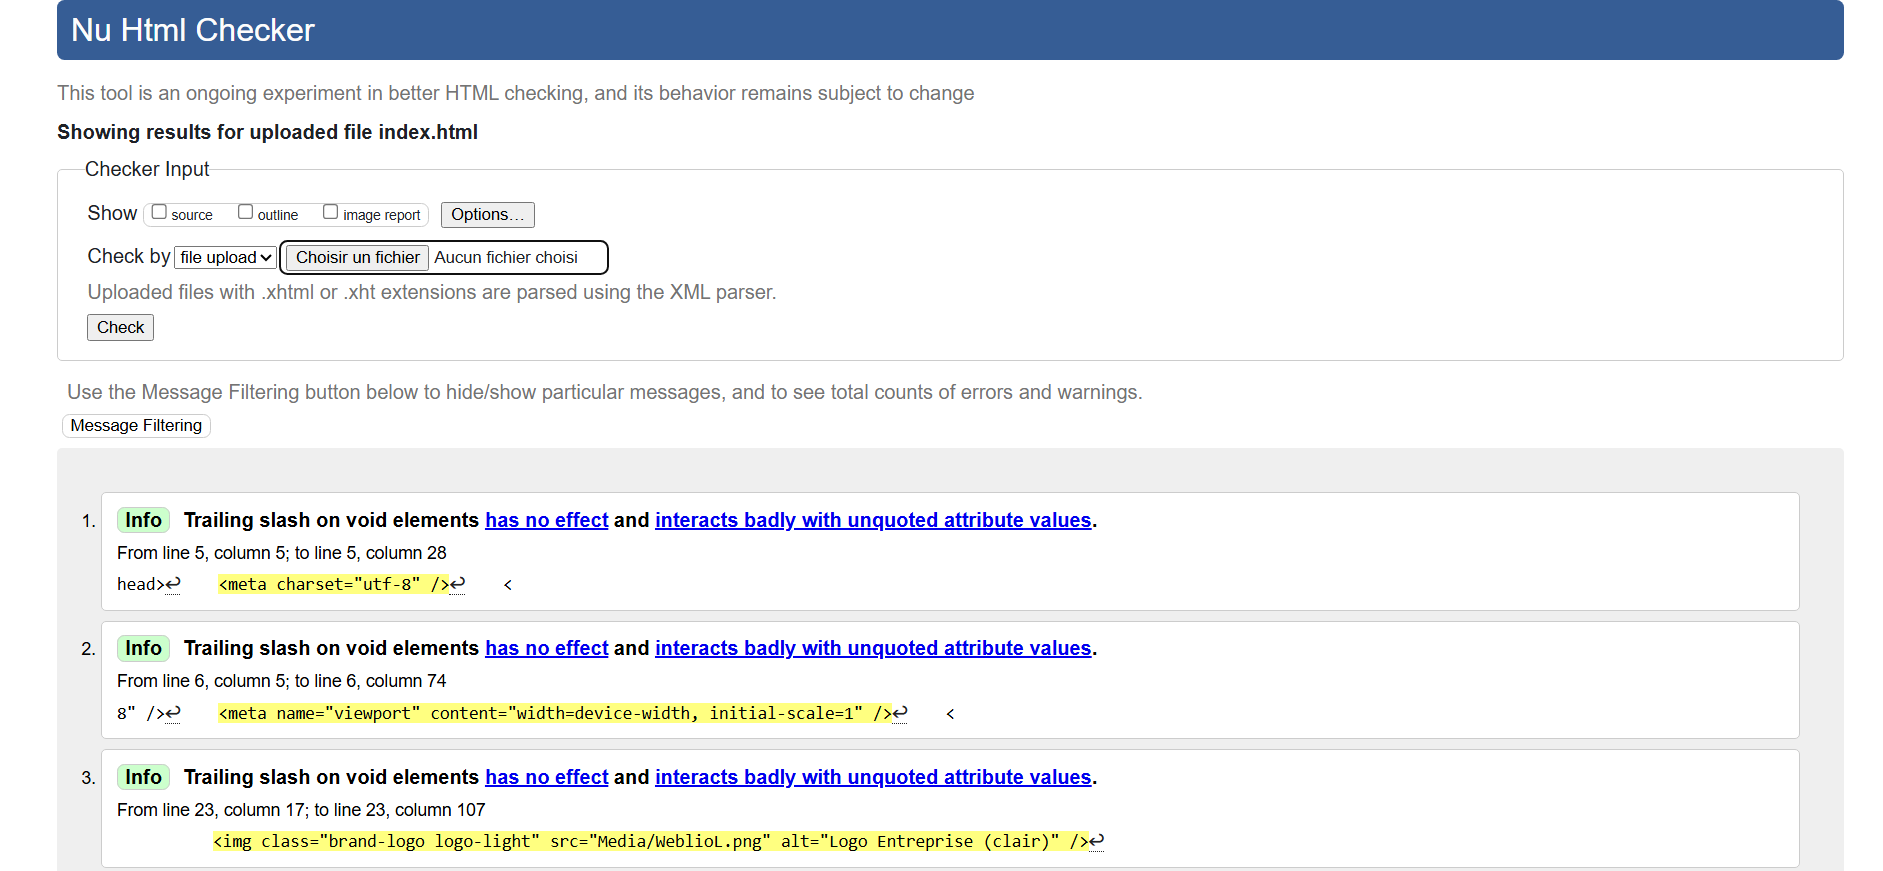 Nu Html Checker
This tool is an ongoing experiment in better HTML checking, and its behavior remains subject to change
Showing results for uploaded file index.html
Checker Input
Show source outline image report Options...
Check by file upload Choisir un fichier Aucun fichier choisi
Uploaded files with .xhtml or .xht extensions are parsed using the XML parser.
Check
Use the Message Filtering button below to hide/show particular messages, and to see total counts of errors and warnings.
Message Filtering
1. Info Trailing slash on void elements has no effect and interacts badly with unquoted attribute values.
From line 5, column 5; to line 5, column 28
head>↩ <meta charset="utf-8" />↩ <
2. Info Trailing slash on void elements has no effect and interacts badly with unquoted attribute values.
From line 6, column 5; to line 6, column 74
8" />↩ <meta name="viewport" content="width=device-width, initial-scale=1" />↩ <
3. Info Trailing slash on void elements has no effect and interacts badly with unquoted attribute values.
From line 23, column 17; to line 23, column 107
<img class="brand-logo logo-light" src="Media/WeblioL.png" alt="Logo Entreprise (clair)" />↩